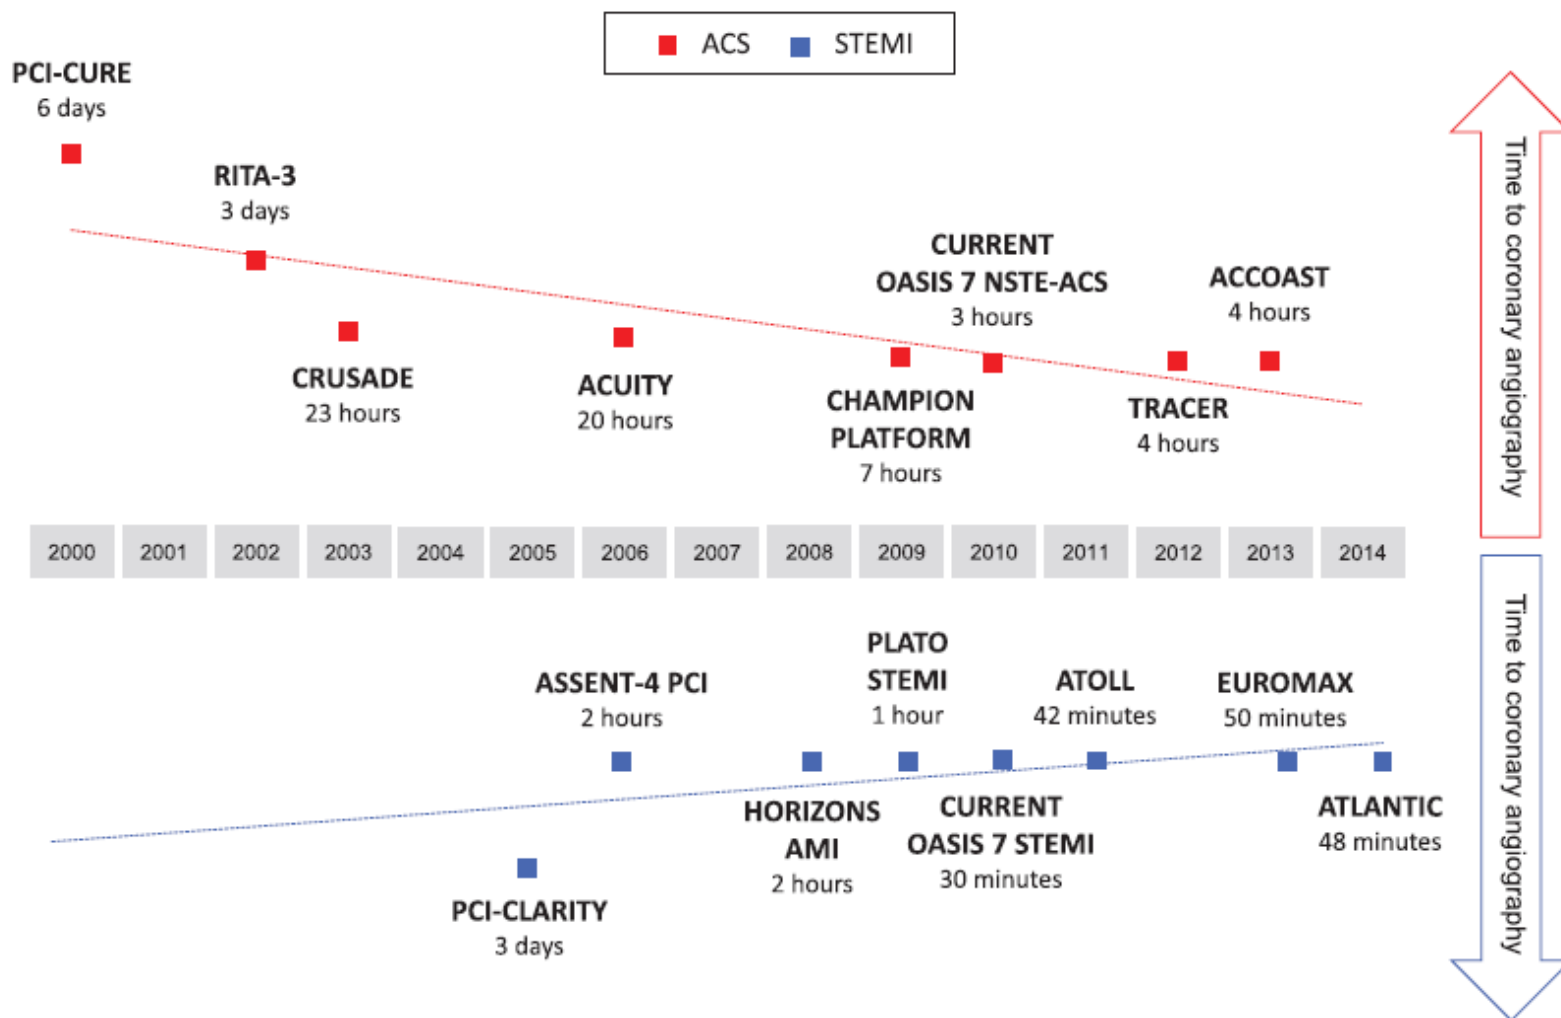 ACS STEMI
PCI-CURE
6 days
RITA-3
3 days
CRUSADE
23 hours
ACUITY
20 hours
CHAMPION
PLATFORM
7 hours
CURRENT
OASIS 7 NSTE-ACS
3 hours
TRACER
4 hours
ACCOAST
4 hours
Time to coronary angiography
2000 2001 2002 2003 2004 2005 2006 2007 2008 2009 2010 2011 2012 2013 2014
PCI-CLARITY
3 days
ASSENT-4 PCI
2 hours
HORIZONS
AMI
2 hours
PLATO
STEMI
1 hour
CURRENT
OASIS 7 STEMI
30 minutes
ATOLL
42 minutes
EUROMAX
50 minutes
ATLANTIC
48 minutes
Time to coronary angiography